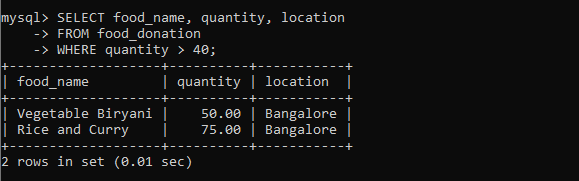 mysql> SELECT food_name, quantity, location
    -> FROM food_donation
    -> WHERE quantity > 40;
+-------------------+----------+-----------+
| food_name         | quantity | location  |
+-------------------+----------+-----------+
| Vegetable Biryani |    50.00 | Bangalore |
| Rice and Curry    |    75.00 | Bangalore |
+-------------------+----------+-----------+
2 rows in set (0.01 sec)